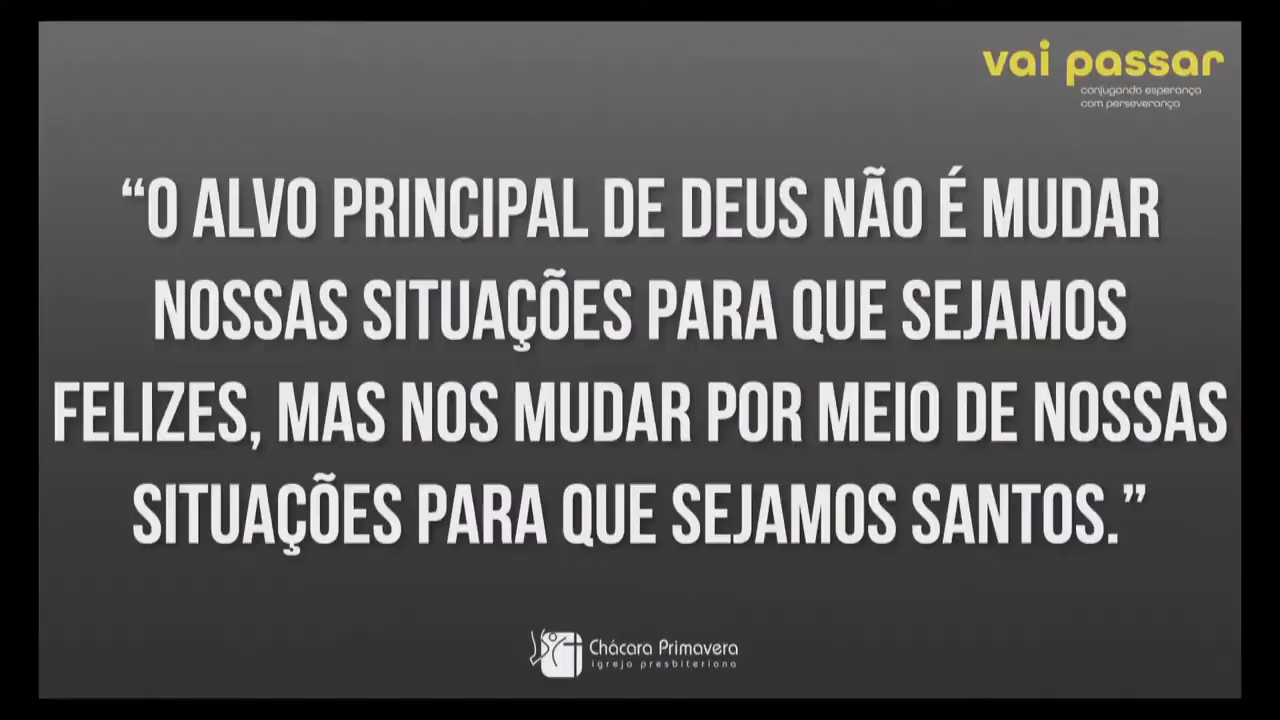 vai passar
conjugando esperança
com perseverança
“O ALVO PRINCIPAL DE DEUS NÃO É MUDAR
NOSSAS SITUAÇÕES PARA QUE SEJAMOS
FELIZES, MAS NOS MUDAR POR MEIO DE NOSSAS
SITUAÇÕES PARA QUE SEJAMOS SANTOS.”
Chácara Primavera
igreja presbiteriana